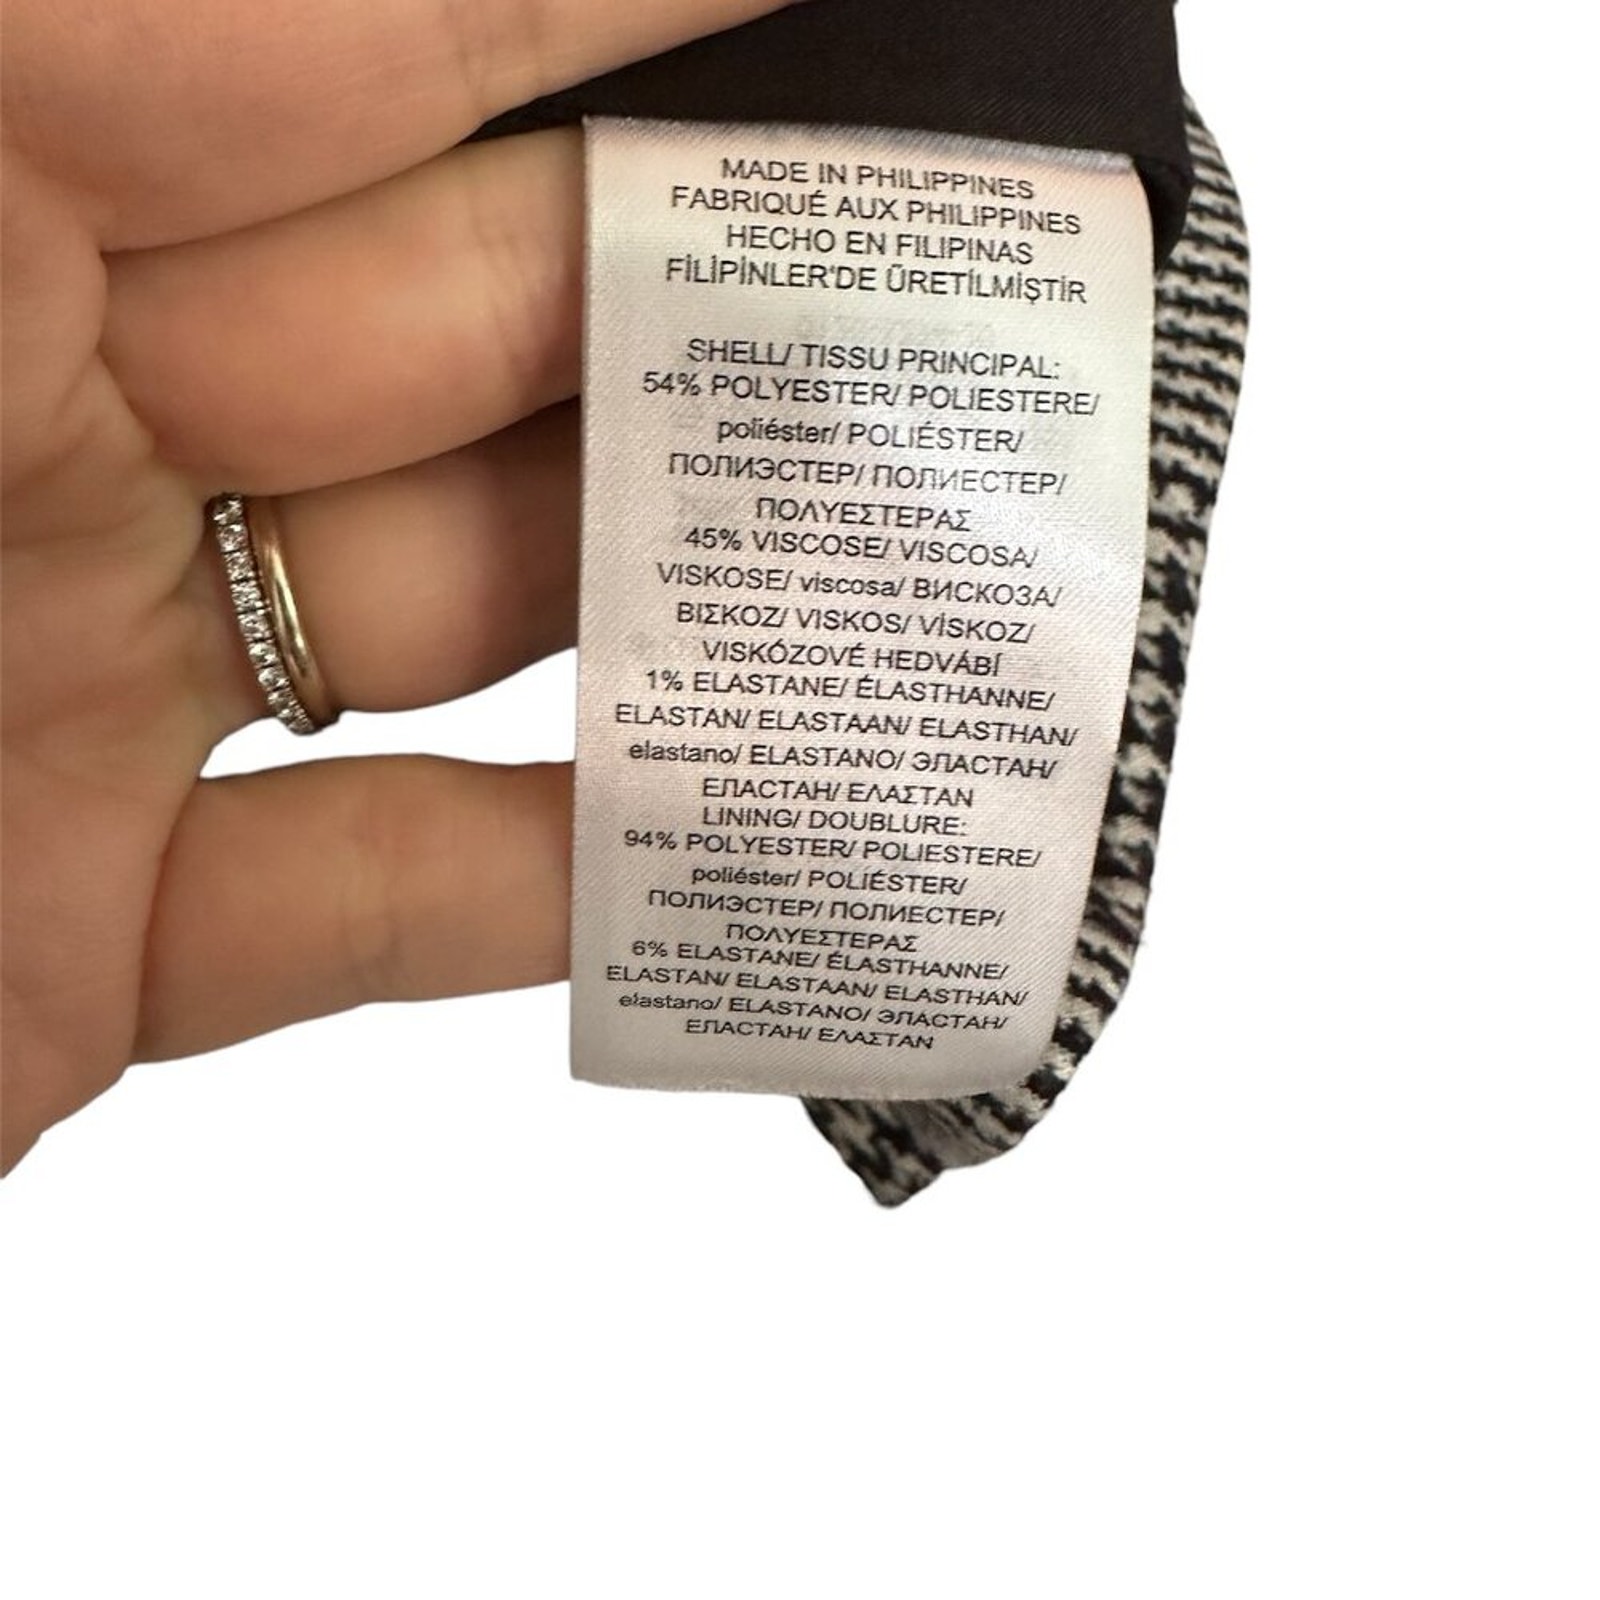 MADE IN PHILIPPINES
FABRIQUÉ AUX PHILIPPINES
HECHO EN FILIPINAS
FİLİPİNLER'DE ÜRETİLMİŞTİR
SHELL/ TISSU PRINCIPAL:
54% POLYESTER/ POLIESTERE/
poliéster/ POLIÉSTER/
ПОЛИЭСТЕР/ ПОЛИЕСТЕР/
ΠΟΛΥΕΣΤΕΡΑΣ
45% VISCOSE/ VISCOSA/
VISKOSE/ viscosa/ ВИСКОЗА/
ΒΙΣΚΟΖ/ VISKOS/ VİSKOZ/
VISKÓZOVÉ HEDVÁBÍ
1% ELASTANE/ ÉLASTHANNE/
ELASTAN/ ELASTAAN/ ELASTHAN/
elastano/ ELASTANO/ ЭЛАСТАН/
ЕЛАСТАН/ ΕΛΑΣΤΑΝ
LINING/ DOUBLURE:
94% POLYESTER/ POLIESTERE/
poliéster/ POLIÉSTER/
ПОЛИЭСТЕР/ ПОЛИЕСТЕР/
ΠΟΛΥΕΣΤΕΡΑΣ
6% ELASTANE/ ÉLASTHANNE/
ELASTAN/ ELASTAAN/ ELASTHAN/
elastano/ ELASTANO/ ЭЛАСТАН/
ЕЛАСТАН/ ΕΛΑΣΤΑΝ